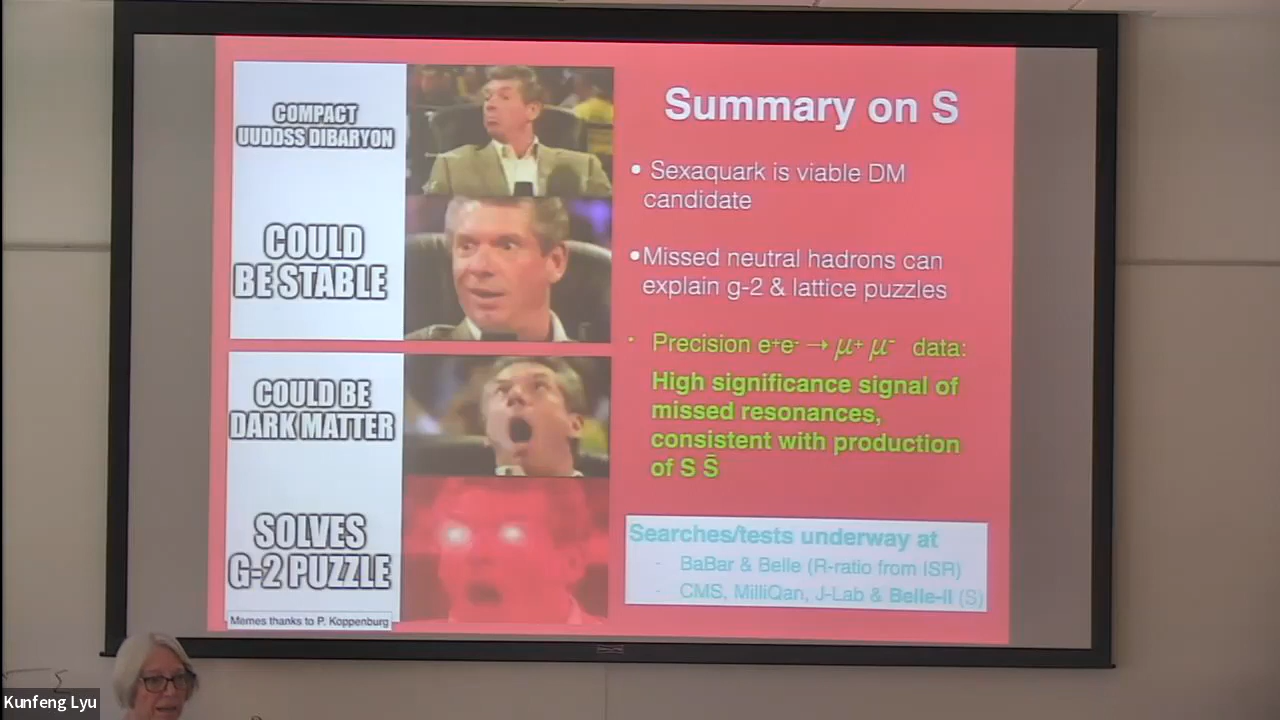 COMPACT
UUDDSS DIBARYON
COULD
BE STABLE
COULD BE
DARK MATTER
SOLVES
G-2 PUZZLE
Memes thanks to P. Koppenburg
Summary on S
• Sexaquark is viable DM
candidate
• Missed neutral hadrons can
explain g-2 & lattice puzzles
· Precision e⁺e⁻ → μ⁺ μ⁻ data:
High significance signal of
missed resonances,
consistent with production
of S S̄
Searches/tests underway at
- BaBar & Belle (R-ratio from ISR)
- CMS, MilliQan, J-Lab & Belle-II (S)
Kunfeng Lyu